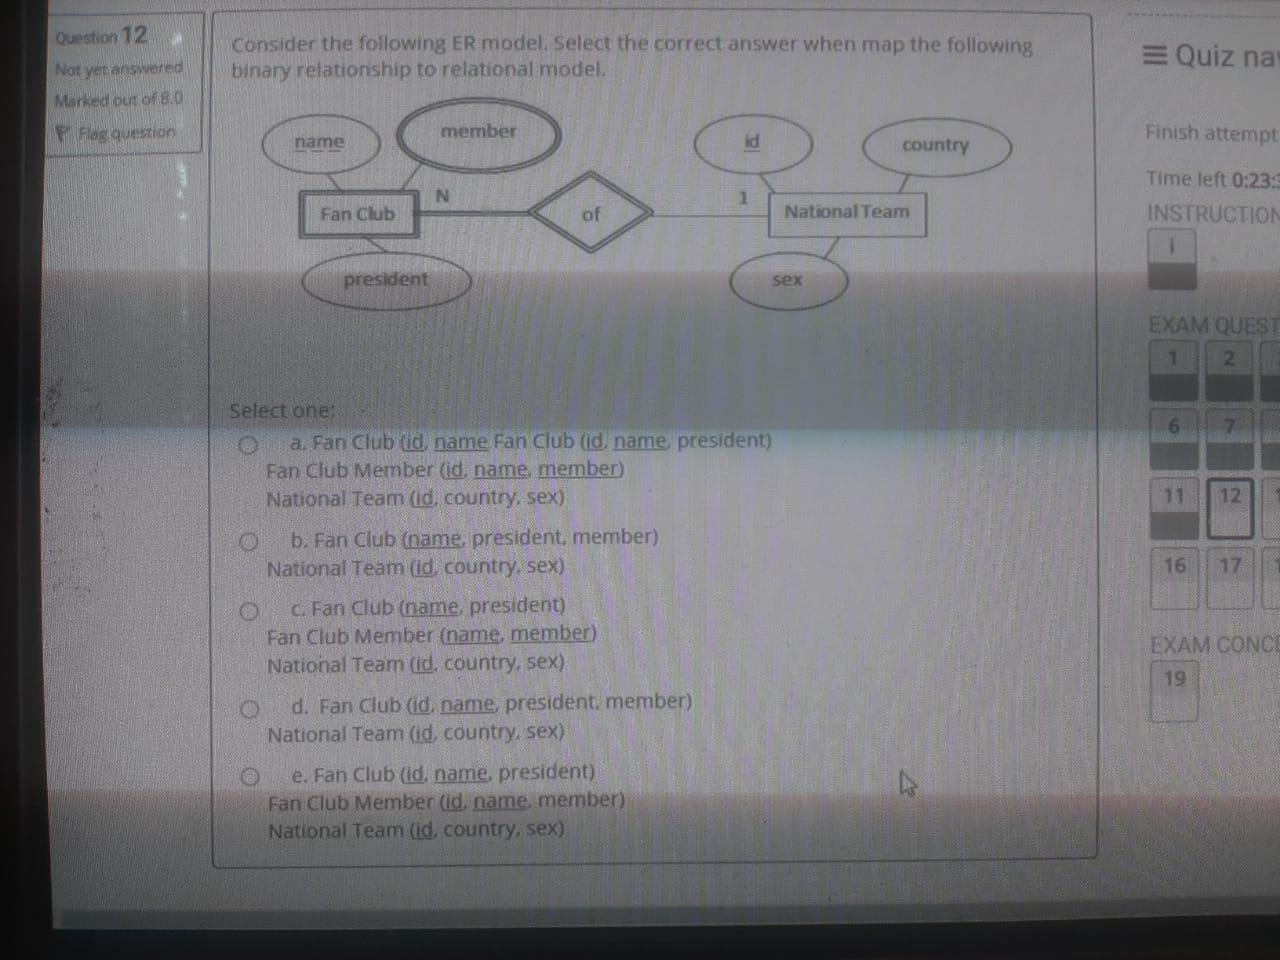 Question 12
Not yet answered
Marked out of 8.0
Flag question
Consider the following ER model. Select the correct answer when map the following
binary relationship to relational model.
name
member
id
country
Fan Club
N
of
1
National Team
president
sex
Select one:
a. Fan Club (id, name Fan Club (id, name, president)
Fan Club Member (id, name, member)
National Team (id, country, sex)
b. Fan Club (name, president, member)
National Team (id, country, sex)
c. Fan Club (name, president)
Fan Club Member (name, member)
National Team (id, country, sex)
d. Fan Club (id, name, president, member)
National Team (id, country, sex)
e. Fan Club (id, name, president)
Fan Club Member (id, name, member)
National Team (id, country, sex)
Quiz na
Finish attempt
Time left 0:23:
INSTRUCTION
i
EXAM QUEST
1 2
6 7
11 12
16 17
EXAM CONCL
19